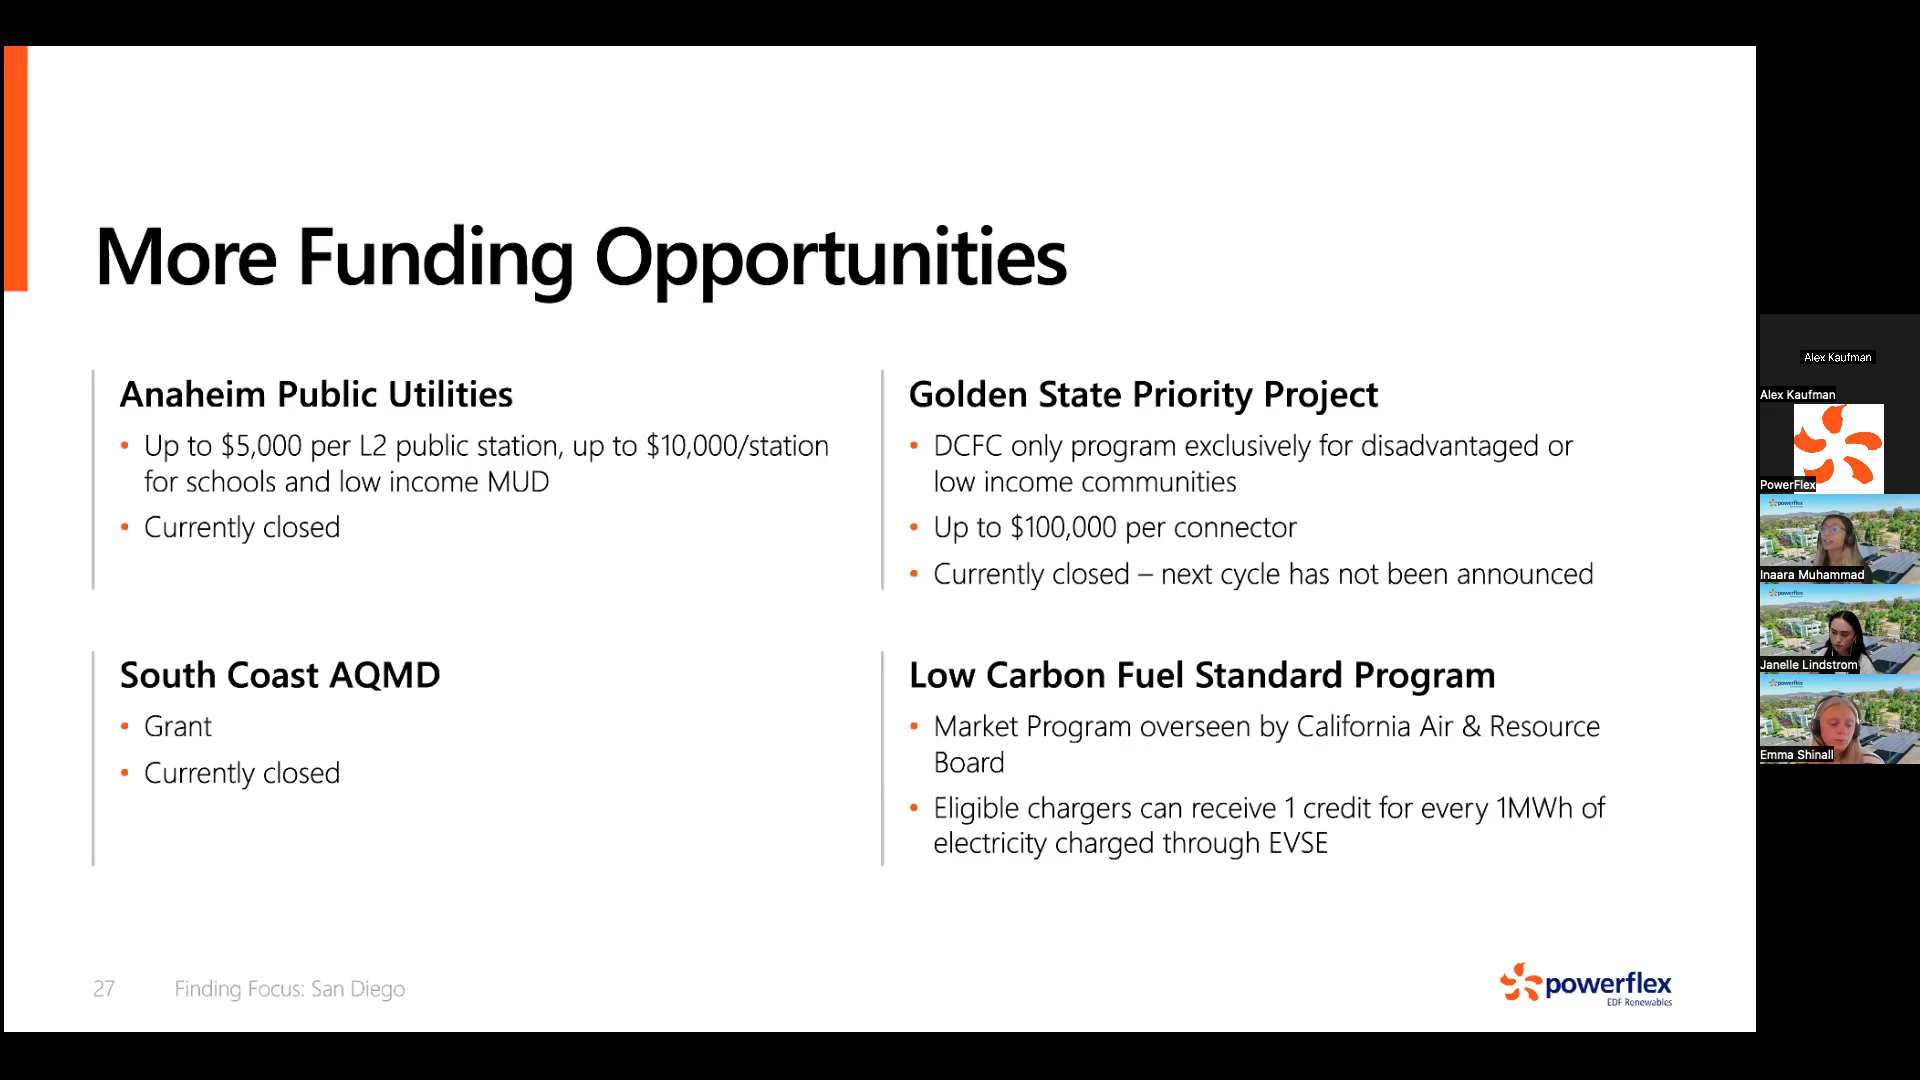 More Funding Opportunities
Anaheim Public Utilities
• Up to $5,000 per L2 public station, up to $10,000/station
for schools and low income MUD
• Currently closed
Golden State Priority Project
• DCFC only program exclusively for disadvantaged or
low income communities
• Up to $100,000 per connector
• Currently closed – next cycle has not been announced
South Coast AQMD
• Grant
• Currently closed
Low Carbon Fuel Standard Program
• Market Program overseen by California Air & Resource
Board
• Eligible chargers can receive 1 credit for every 1MWh of
electricity charged through EVSE
27
Finding Focus: San Diego
powerflex
EDF Renewables
Alex Kaufman
Alex Kaufman
PowerFlex
powerflex
Inaara Muhammad
powerflex
Janelle Lindstrom
powerflex
Emma Shinall